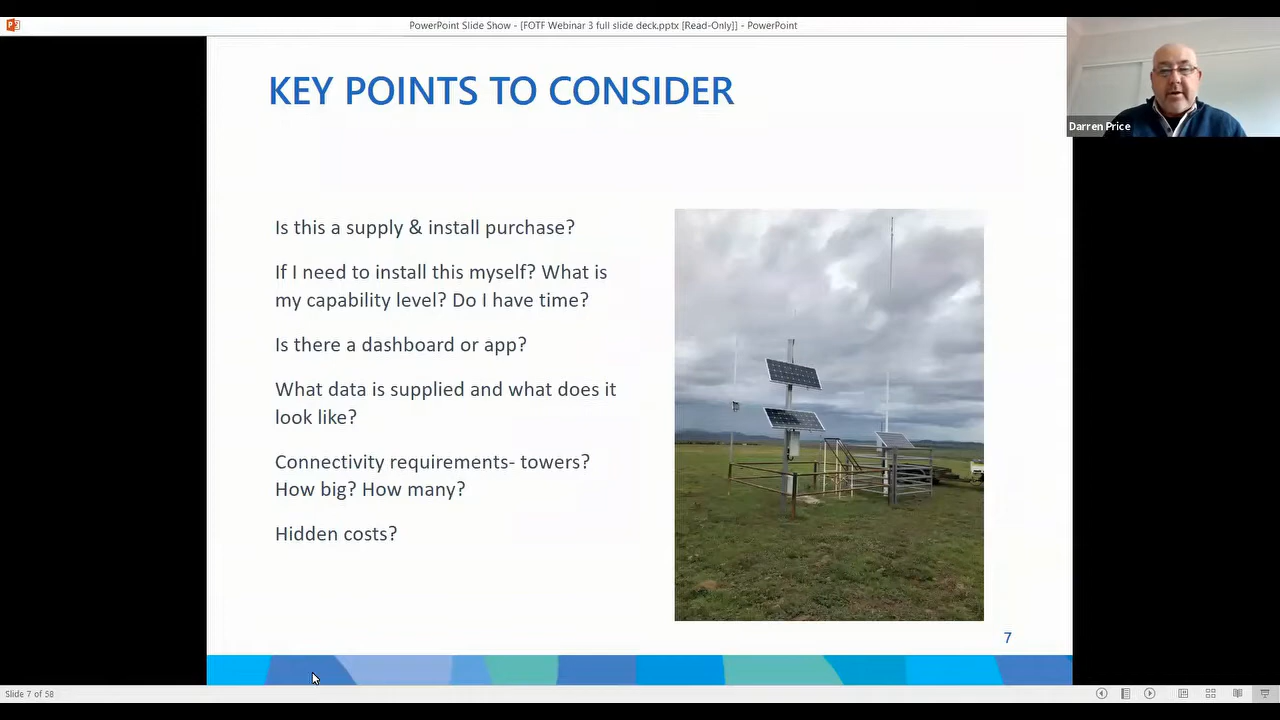 PowerPoint Slide Show - [FOTF Webinar 3 full slide deck.pptx [Read-Only]] - PowerPoint
KEY POINTS TO CONSIDER
Darren Price
Is this a supply & install purchase?
If I need to install this myself? What is
my capability level? Do I have time?
Is there a dashboard or app?
What data is supplied and what does it
look like?
Connectivity requirements- towers?
How big? How many?
Hidden costs?
7
Slide 7 of 58